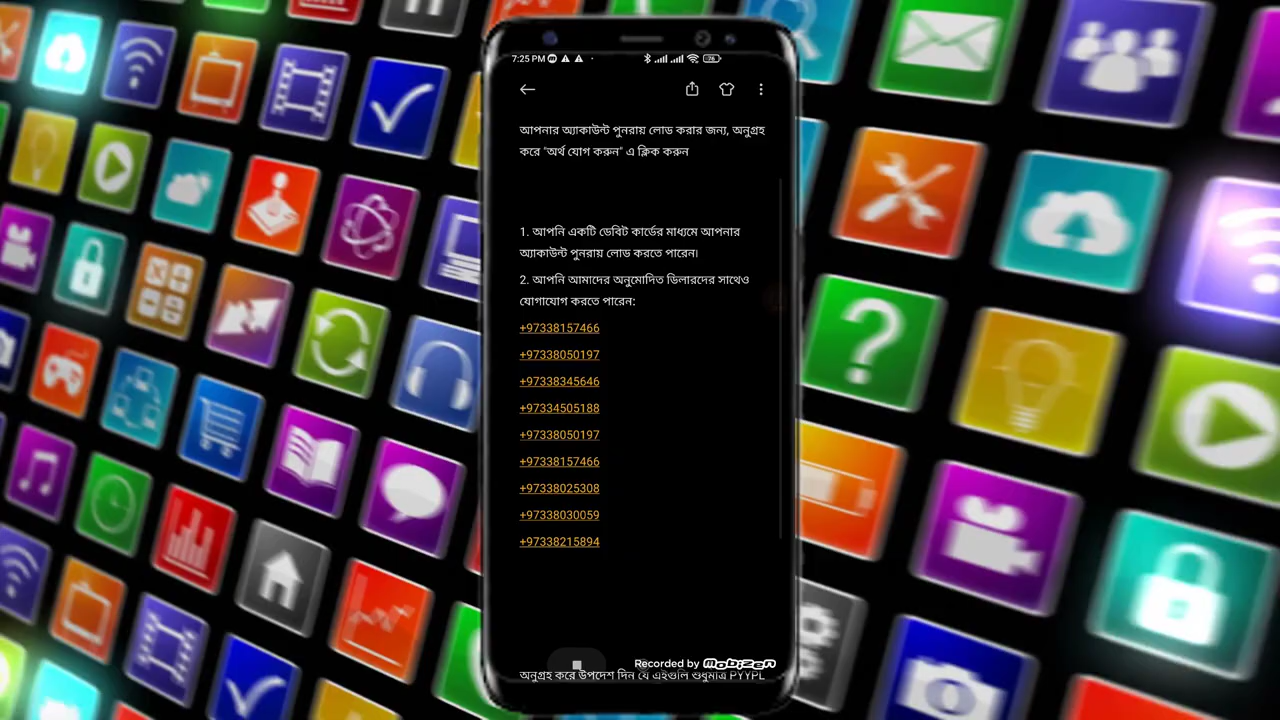 7:25 PM
76
আপনার অ্যাকাউন্ট পুনরায় লোড করার জন্য, অনুগ্রহ
করে "অর্থ যোগ করুন" এ ক্লিক করুন
1. আপনি একটি ডেবিট কার্ডের মাধ্যমে আপনার
অ্যাকাউন্ট পুনরায় লোড করতে পারেন।
2. আপনি আমাদের অনুমোদিত ডিলারদের সাথেও
যোগাযোগ করতে পারেন:
+97338157466
+97338050197
+97338345646
+97334505188
+97338050197
+97338157466
+97338025308
+97338030059
+97338215894
Recorded by mobizen
অনুগ্রহ করে উপদেশ দিন যে এইগুলি শুধুমাত্র PYYPL